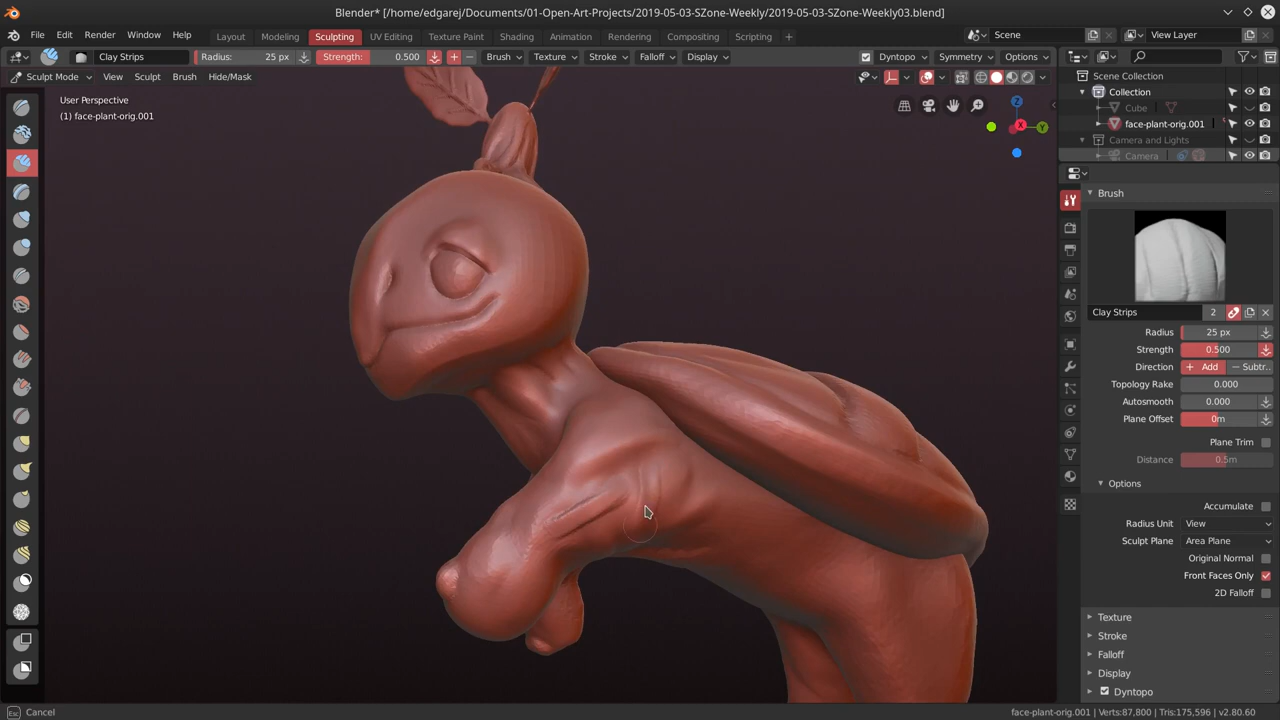 Blender* [/home/edgarej/Documents/01-Open-Art-Projects/2019-05-03-SZone-Weekly/2019-05-03-SZone-Weekly03.blend]
File Edit Render Window Help Layout Modeling Sculpting UV Editing Texture Paint Shading Animation Rendering Compositing Scripting + Scene View Layer
Clay Strips Radius: 25 px Strength: 0.500 Brush Texture Stroke Falloff Display Dyntopo Symmetry Options
Sculpt Mode View Sculpt Brush Hide/Mask
Scene Collection
Collection
Cube
face-plant-orig.001
Camera and Lights
Camera
User Perspective
(1) face-plant-orig.001
Z
X
Y
Brush
Clay Strips 2
Radius 25 px
Strength 0.500
Direction + Add − Subtr..
Topology Rake 0.000
Autosmooth 0.000
Plane Offset 0m
Plane Trim
Distance 0.5m
Options
Accumulate
Radius Unit View
Sculpt Plane Area Plane
Original Normal
Front Faces Only
2D Falloff
Texture
Stroke
Falloff
Display
Dyntopo
Esc Cancel
face-plant-orig.001 | Verts:87,800 | Tris:175,596 | v2.80.60